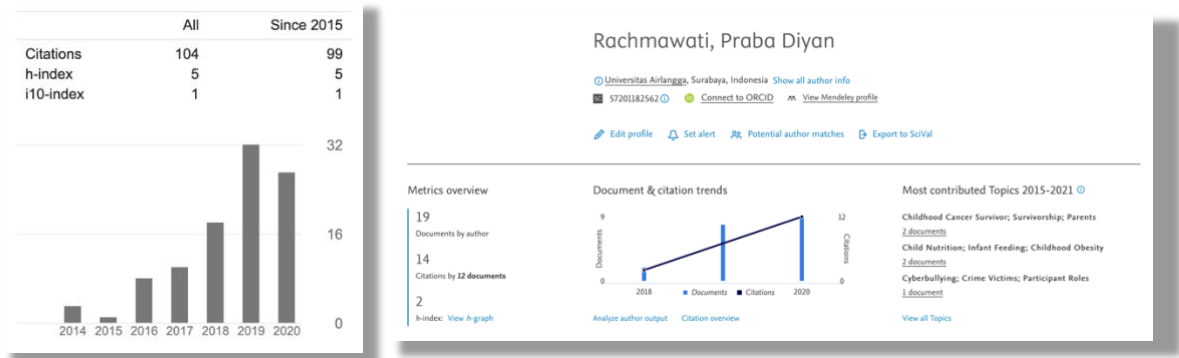 All Since 2015
Citations 104 99
h-index 5 5
i10-index 1 1
32
16
0
2014 2015 2016 2017 2018 2019 2020
Rachmawati, Praba Diyan
Universitas Airlangga, Surabaya, Indonesia Show all author info
SC 57201182562 iD Connect to ORCID View Mendeley profile
Edit profile Set alert Potential author matches Export to SciVal
Metrics overview
19
Documents by author
14
Citations by 12 documents
2
h-index: View h-graph
Document & citation trends
9 12
Documents Citations
0 0
2018 Documents Citations 2020
Analyze author output Citation overview
Most contributed Topics 2015-2021
Childhood Cancer Survivor; Survivorship; Parents
2 documents
Child Nutrition; Infant Feeding; Childhood Obesity
2 documents
Cyberbullying; Crime Victims; Participant Roles
1 document
View all Topics